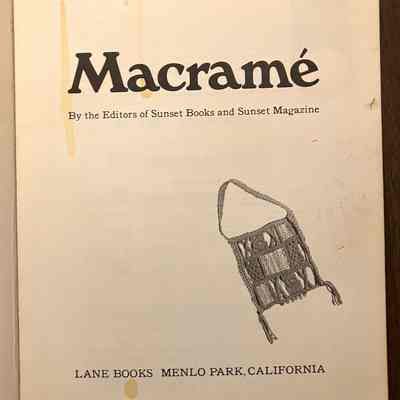 Macramé
By the Editors of Sunset Books and Sunset Magazine
LANE BOOKS MENLO PARK, CALIFORNIA